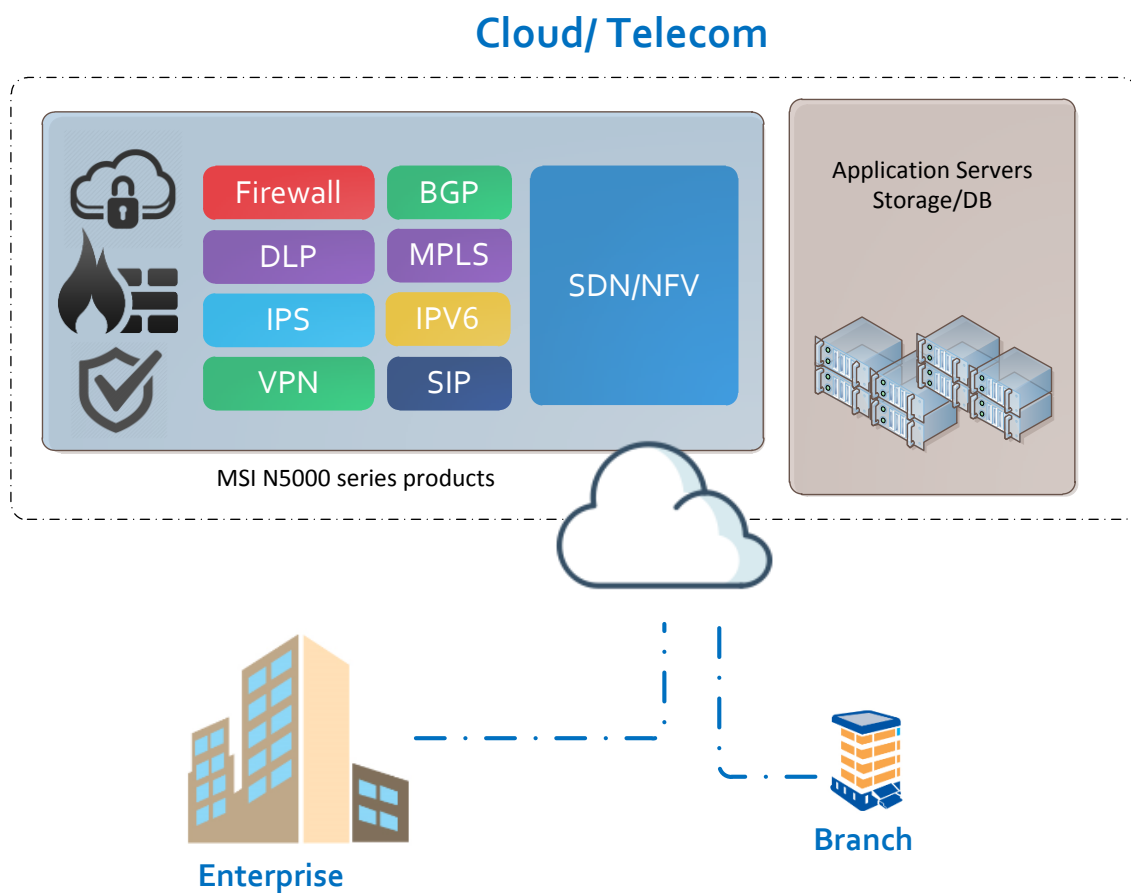 Cloud/ Telecom
Firewall
BGP
DLP
MPLS
IPS
IPV6
VPN
SIP
SDN/NFV
Application Servers
Storage/DB
MSI N5000 series products
Enterprise
Branch